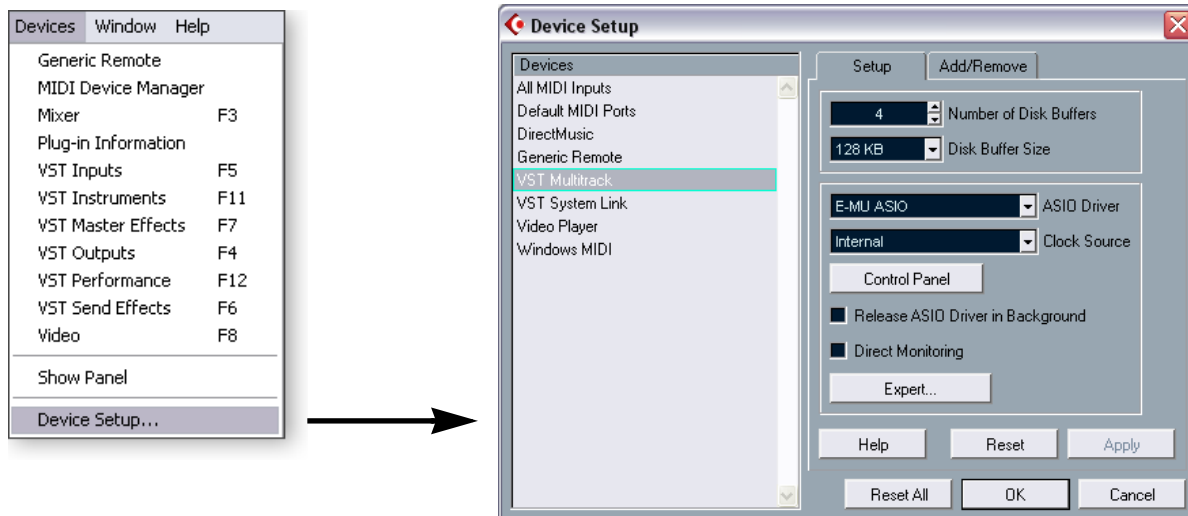 Devices Window Help
Generic Remote
MIDI Device Manager
Mixer F3
Plug-in Information
VST Inputs F5
VST Instruments F11
VST Master Effects F7
VST Outputs F4
VST Performance F12
VST Send Effects F6
Video F8
Show Panel
Device Setup...
Device Setup
Devices
All MIDI Inputs
Default MIDI Ports
DirectMusic
Generic Remote
VST Multitrack
VST System Link
Video Player
Windows MIDI
Setup Add/Remove
4 Number of Disk Buffers
128 KB Disk Buffer Size
E-MU ASIO ASIO Driver
Internal Clock Source
Control Panel
Release ASIO Driver in Background
Direct Monitoring
Expert...
Help Reset Apply
Reset All OK Cancel